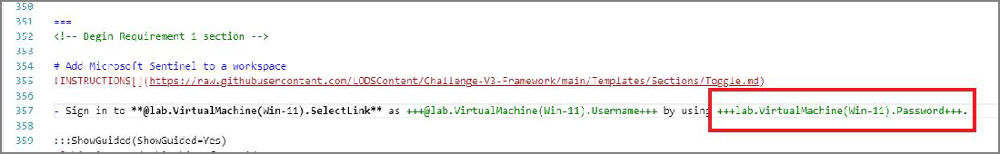 350
351 ===
352 <!-- Begin Requirement 1 section -->
353
354 # Add Microsoft Sentinel to a workspace
355 !INSTRUCTIONS[](https://raw.githubusercontent.com/LODSContent/Challenge-V3-Framework/main/Templates/Sections/Toggle.md)
356
357 - Sign in to **@lab.VirtualMachine(Win-11).SelectLink** as +++@lab.VirtualMachine(Win-11).Username+++ by using +++lab.VirtualMachine(Win-11).Password+++.
358
359 :::ShowGuided(ShowGuided=Yes)